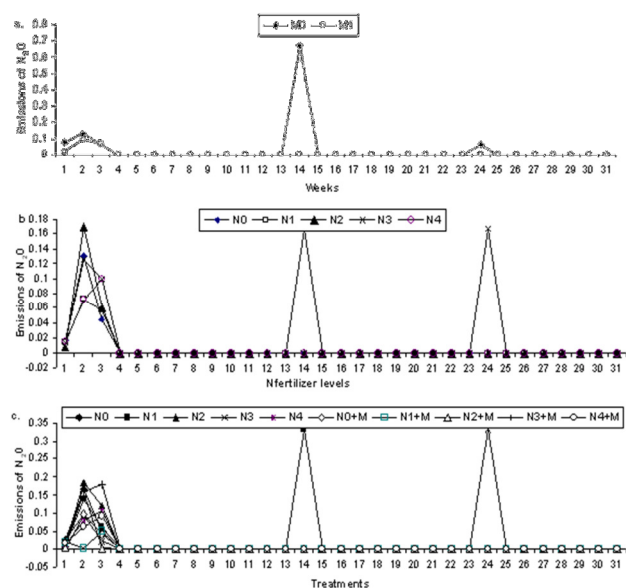 a
M0 M1
Emissions of N2O
0.8
0.7
0.6
0.5
0.4
0.3
0.2
0.1
0
1 2 3 4 5 6 7 8 9 10 11 12 13 14 15 16 17 18 19 20 21 22 23 24 25 26 27 28 29 30 31
Weeks
b
N0 N1 N2 N3 N4
Emissions of N2O
0.18
0.16
0.14
0.12
0.1
0.08
0.06
0.04
0.02
0
-0.02
1 2 3 4 5 6 7 8 9 10 11 12 13 14 15 16 17 18 19 20 21 22 23 24 25 26 27 28 29 30 31
Nfertilizer levels
c.
N0 N1 N2 N3 N4 N0+M N1+M N2+M N3+M N4+M
Emissions of N2O
0.35
0.3
0.25
0.2
0.15
0.1
0.05
0
-0.05
1 2 3 4 5 6 7 8 9 10 11 12 13 14 15 16 17 18 19 20 21 22 23 24 25 26 27 28 29 30 31
Treatments